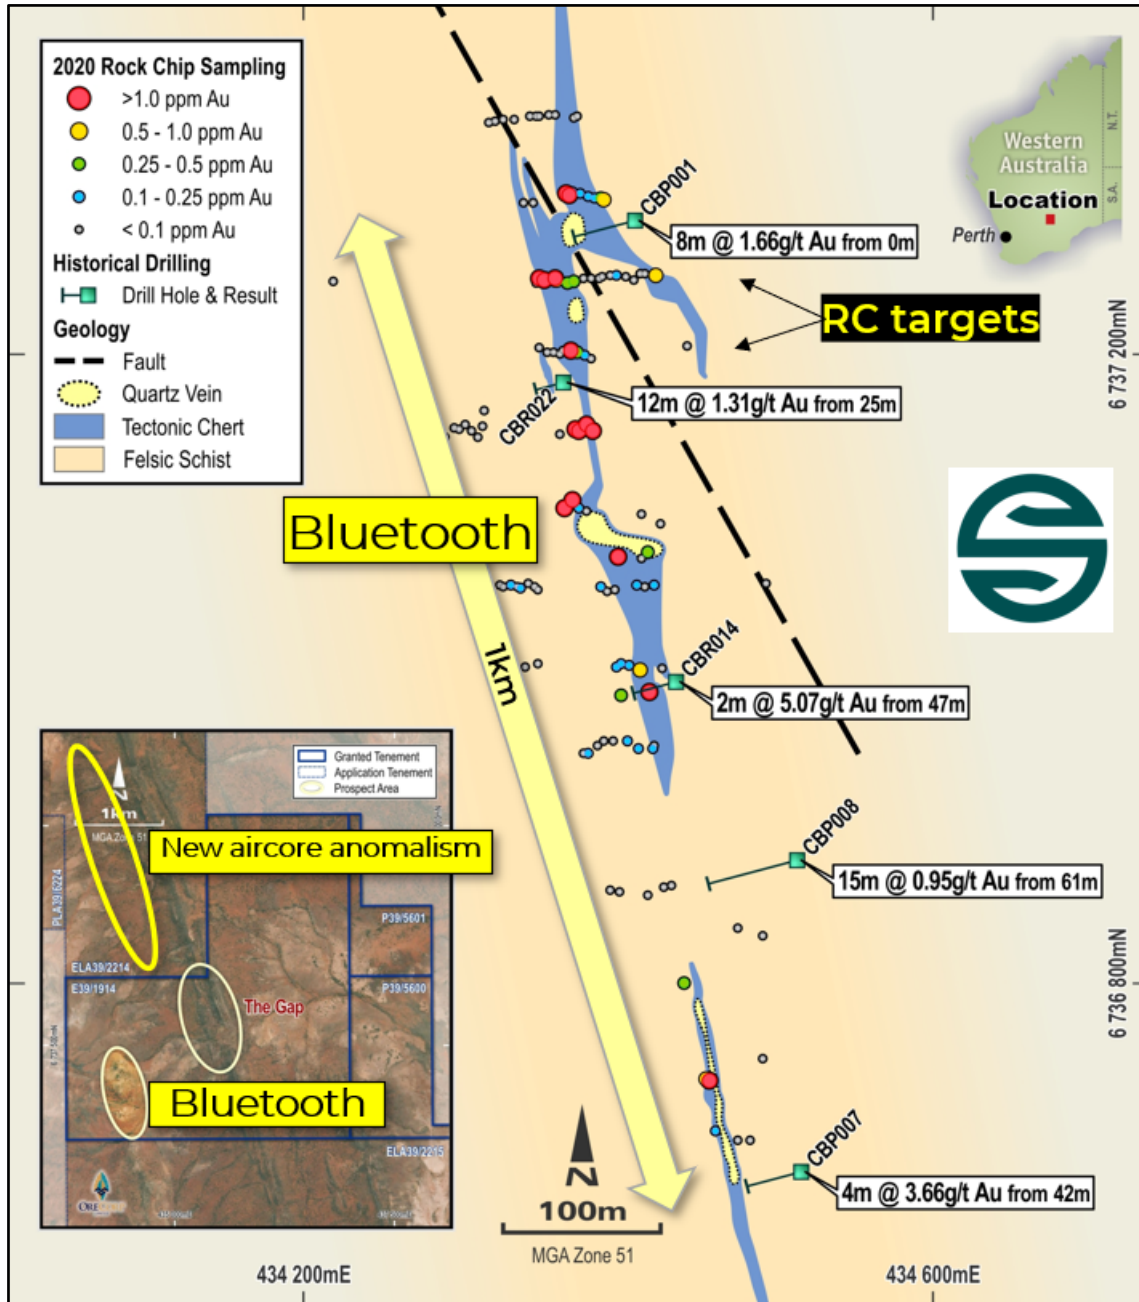 2020 Rock Chip Sampling
>1.0 ppm Au
0.5 - 1.0 ppm Au
0.25 - 0.5 ppm Au
0.1 - 0.25 ppm Au
< 0.1 ppm Au
Historical Drilling
Drill Hole & Result
Geology
Fault
Quartz Vein
Tectonic Chert
Felsic Schist
Western
Australia
Location
Perth
N.T.
S.A.
CBP001
8m @ 1.66g/t Au from 0m
RC targets
6 737 200mN
CBR022
12m @ 1.31g/t Au from 25m
Bluetooth
1km
CBR014
2m @ 5.07g/t Au from 47m
CBP008
15m @ 0.95g/t Au from 61m
6 736 800mN
CBP007
4m @ 3.66g/t Au from 42m
N
100m
MGA Zone 51
434 200mE
434 600mE
Granted Tenement
Application Tenement
Prospect Area
1km
MGA Zone 51
New aircore anomalism
PLA39/6224
P39/5601
ELA39/2214
E39/1914
P39/5600
The Gap
Bluetooth
ELA39/2215